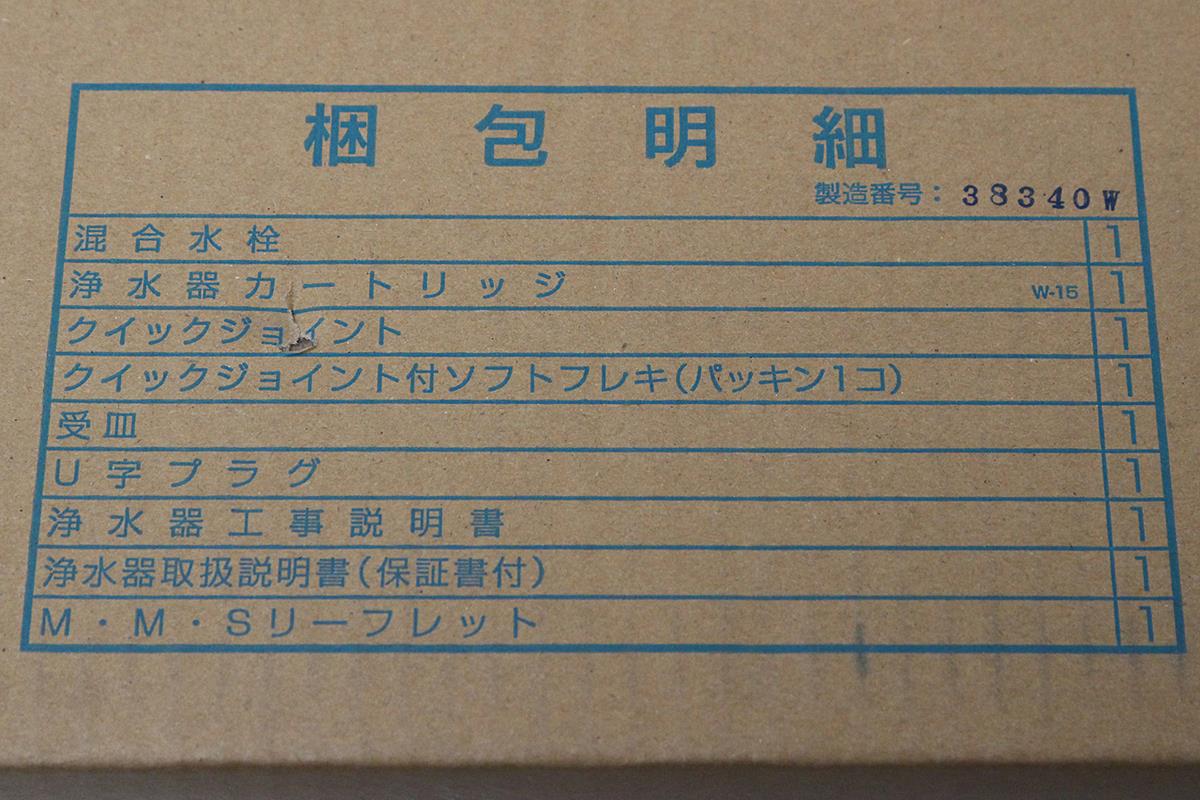 梱包明細
製造番号：38340W
混合水栓 1
浄水器カートリッジ W-15 1
クイックジョイント 1
クイックジョイント付ソフトフレキ(パッキン1コ) 1
受皿 1
U字プラグ 1
浄水器工事説明書 1
浄水器取扱説明書(保証書付) 1
M・M・Sリーフレット 1